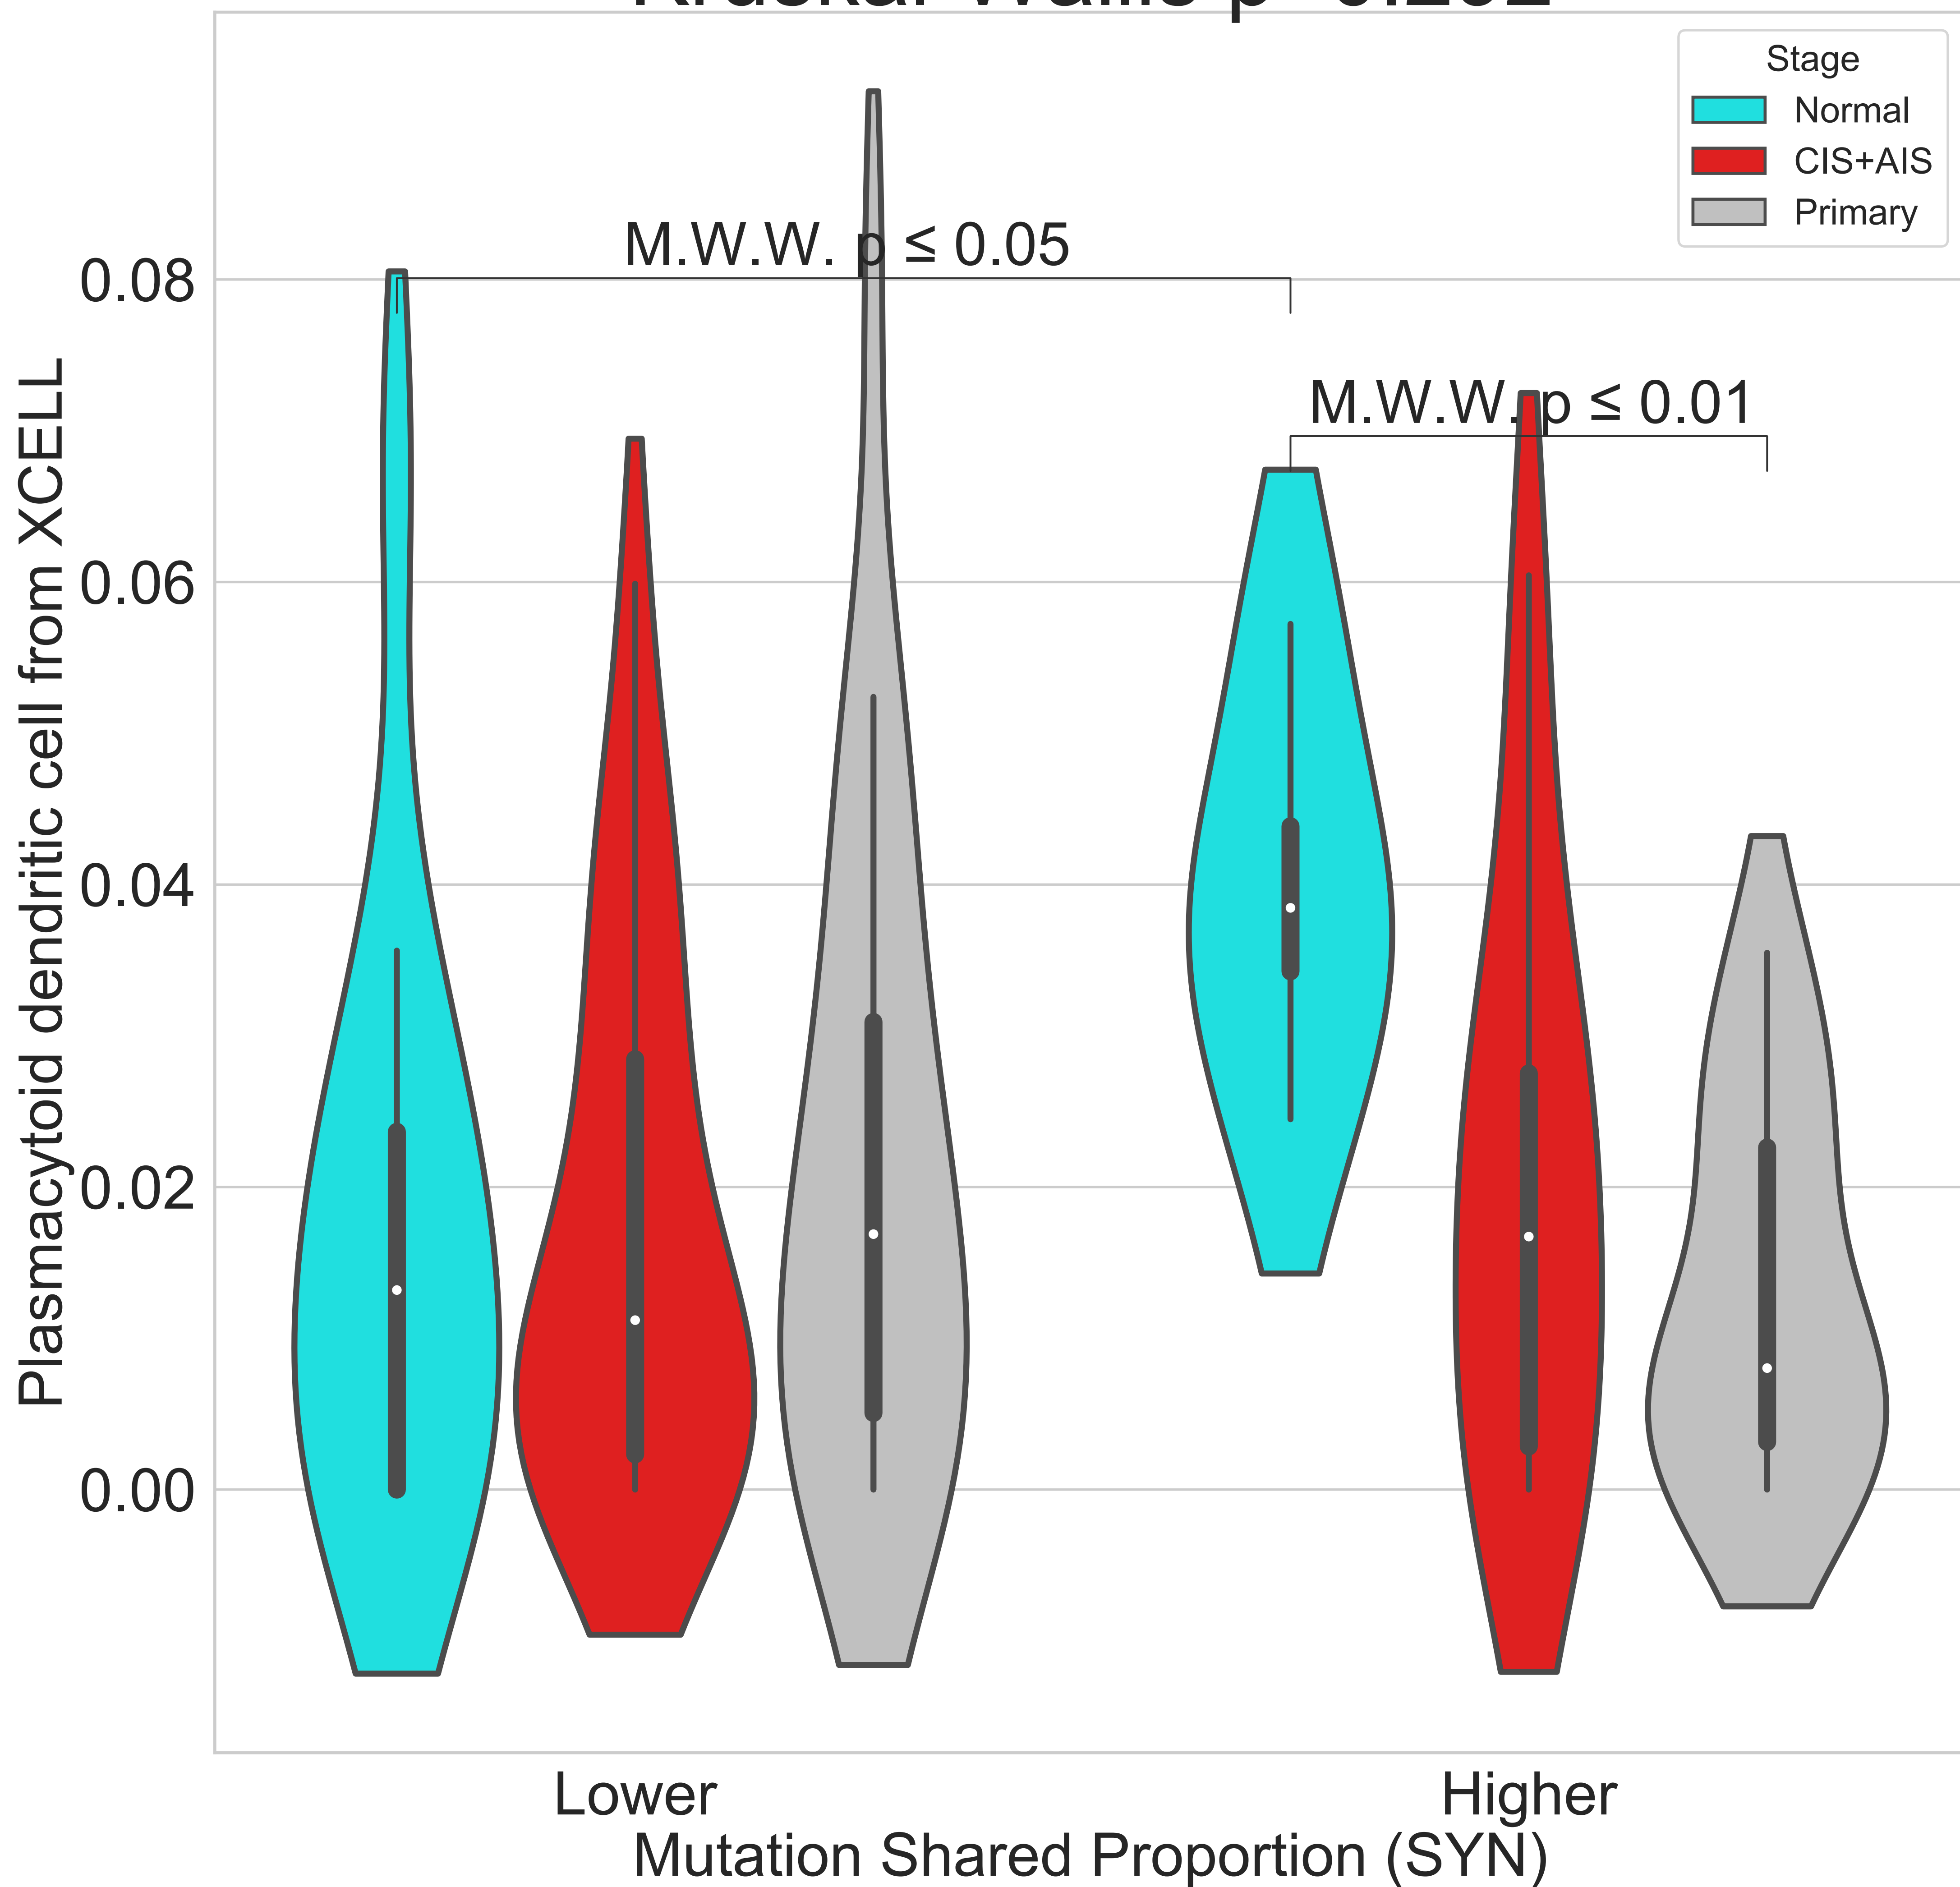 Stage
Normal
CIS+AIS
Primary
M.W.W. p ≤ 0.05
M.W.W. p ≤ 0.01
Plasmacytoid dendritic cell from XCELL
0.08
0.06
0.04
0.02
0.00
Lower
Higher
Mutation Shared Proportion (SYN)